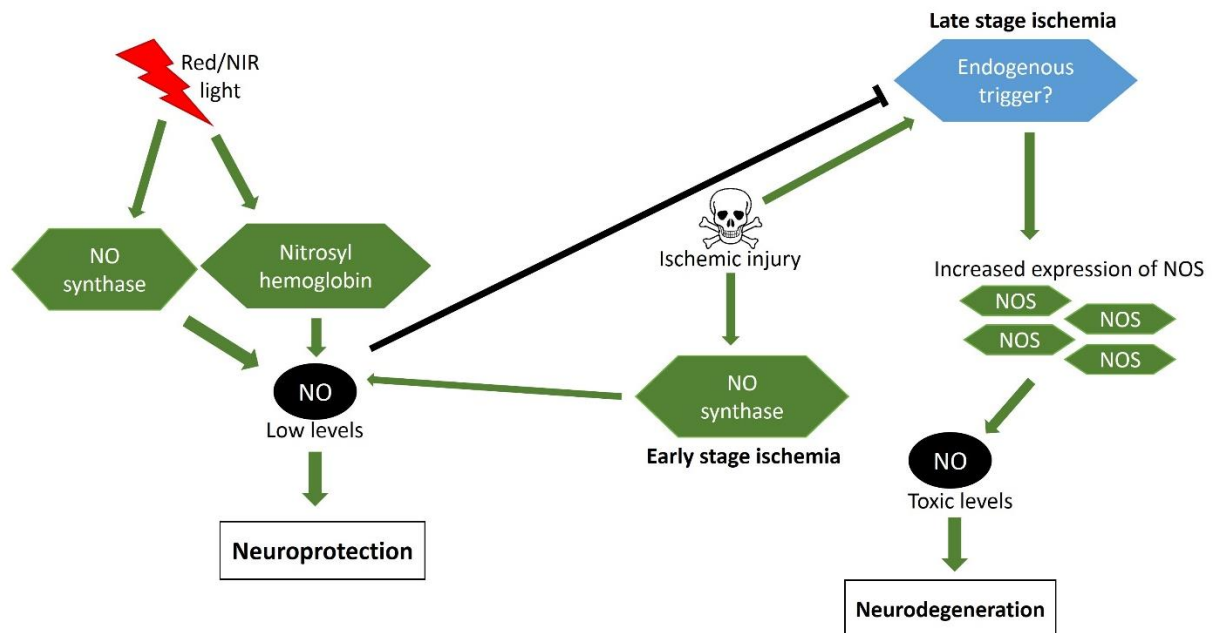 Late stage ischemia
Red/NIR
light
Endogenous
trigger?
NO
synthase
Nitrosyl
hemoglobin
Ischemic injury
Increased expression of NOS
NOS
NOS
NOS
NOS
NO
Low levels
NO
synthase
Early stage ischemia
NO
Toxic levels
Neuroprotection
Neurodegeneration